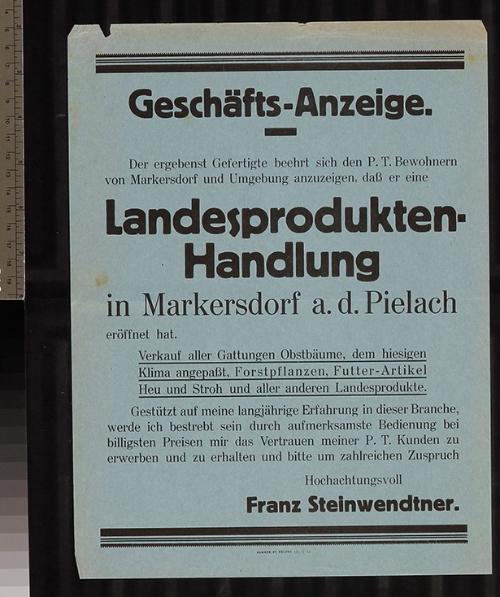 Geschäfts-Anzeige.
Der ergebenst Gefertigte beehrt sich den P. T. Bewohnern
von Markersdorf und Umgebung anzuzeigen, daß er eine
Landesprodukten-
Handlung
in Markersdorf a. d. Pielach
eröffnet hat.
Verkauf aller Gattungen Obstbäume, dem hiesigen
Klima angepaßt, Forstpflanzen, Futter-Artikel
Heu und Stroh und aller anderen Landesprodukte.
Gestützt auf meine langjährige Erfahrung in dieser Branche,
werde ich bestrebt sein durch aufmerksamste Bedienung bei
billigsten Preisen mir das Vertrauen meiner P. T. Kunden zu
erwerben und zu erhalten und bitte um zahlreichen Zuspruch
Hochachtungsvoll
Franz Steinwendtner.